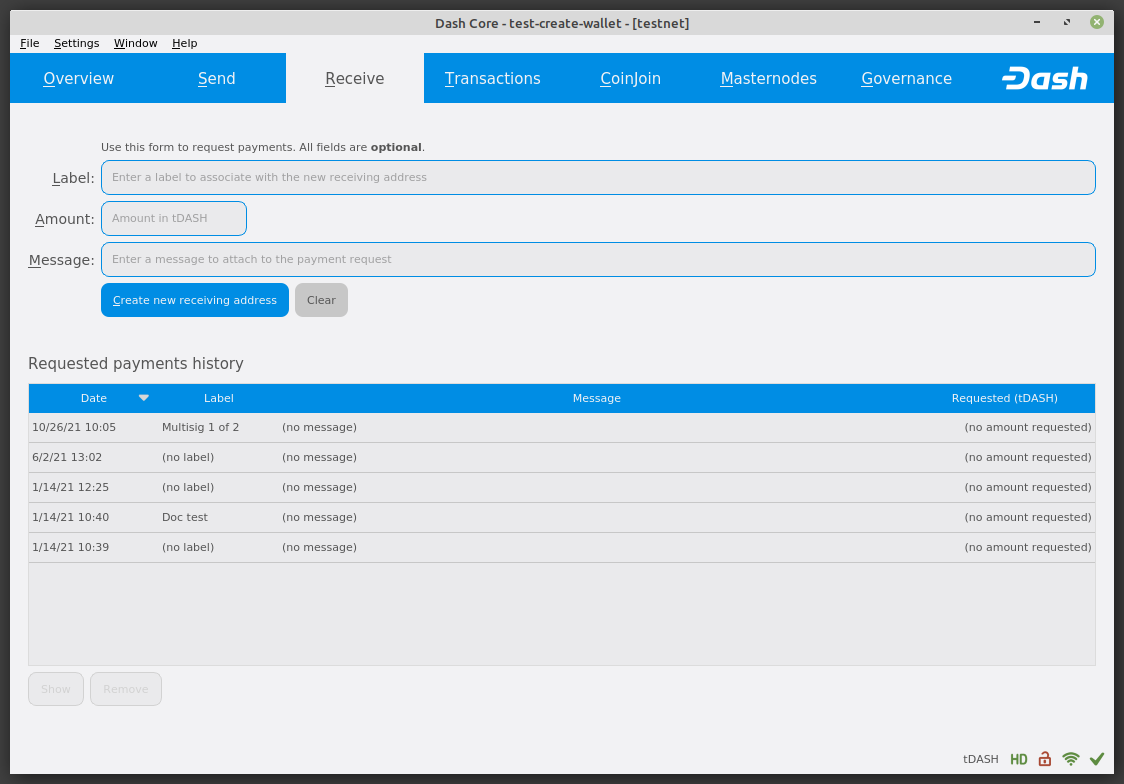 Dash Core - test-create-wallet - [testnet]
File Settings Window Help
Overview Send Receive Transactions CoinJoin Masternodes Governance Dash
Use this form to request payments. All fields are optional.
Label: Enter a label to associate with the new receiving address
Amount: Amount in tDASH
Message: Enter a message to attach to the payment request
Create new receiving address Clear
Requested payments history
Date Label Message Requested (tDASH)
10/26/21 10:05 Multisig 1 of 2 (no message) (no amount requested)
6/2/21 13:02 (no label) (no message) (no amount requested)
1/14/21 12:25 (no label) (no message) (no amount requested)
1/14/21 10:40 Doc test (no message) (no amount requested)
1/14/21 10:39 (no label) (no message) (no amount requested)
Show Remove
tDASH HD